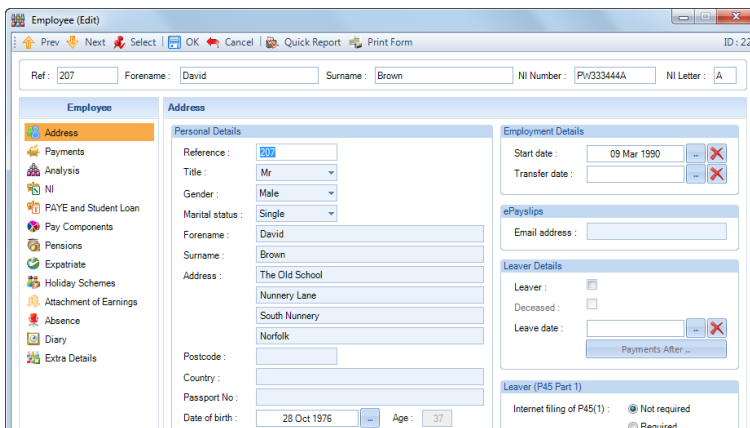 Employee (Edit)
Prev Next Select OK Cancel Quick Report Print Form ID : 22
Ref : 207 Forename : David Surname : Brown NI Number : PW333444A NI Letter : A
Employee
Address
Payments
Analysis
NI
PAYE and Student Loan
Pay Components
Pensions
Expatriate
Holiday Schemes
Attachment of Earnings
Absence
Diary
Extra Details
Address
Personal Details
Reference : 207
Title : Mr
Gender : Male
Marital status : Single
Forename : David
Surname : Brown
Address : The Old School
Nunnery Lane
South Nunnery
Norfolk
Postcode :
Country :
Passport No :
Date of birth : 28 Oct 1976 ... Age : 37
Employment Details
Start date : 09 Mar 1990 ...
Transfer date : ...
ePayslips
Email address :
Leaver Details
Leaver :
Deceased :
Leave date : ...
Payments After ...
Leaver (P45 Part 1)
Internet filing of P45(1) : Not required
Required